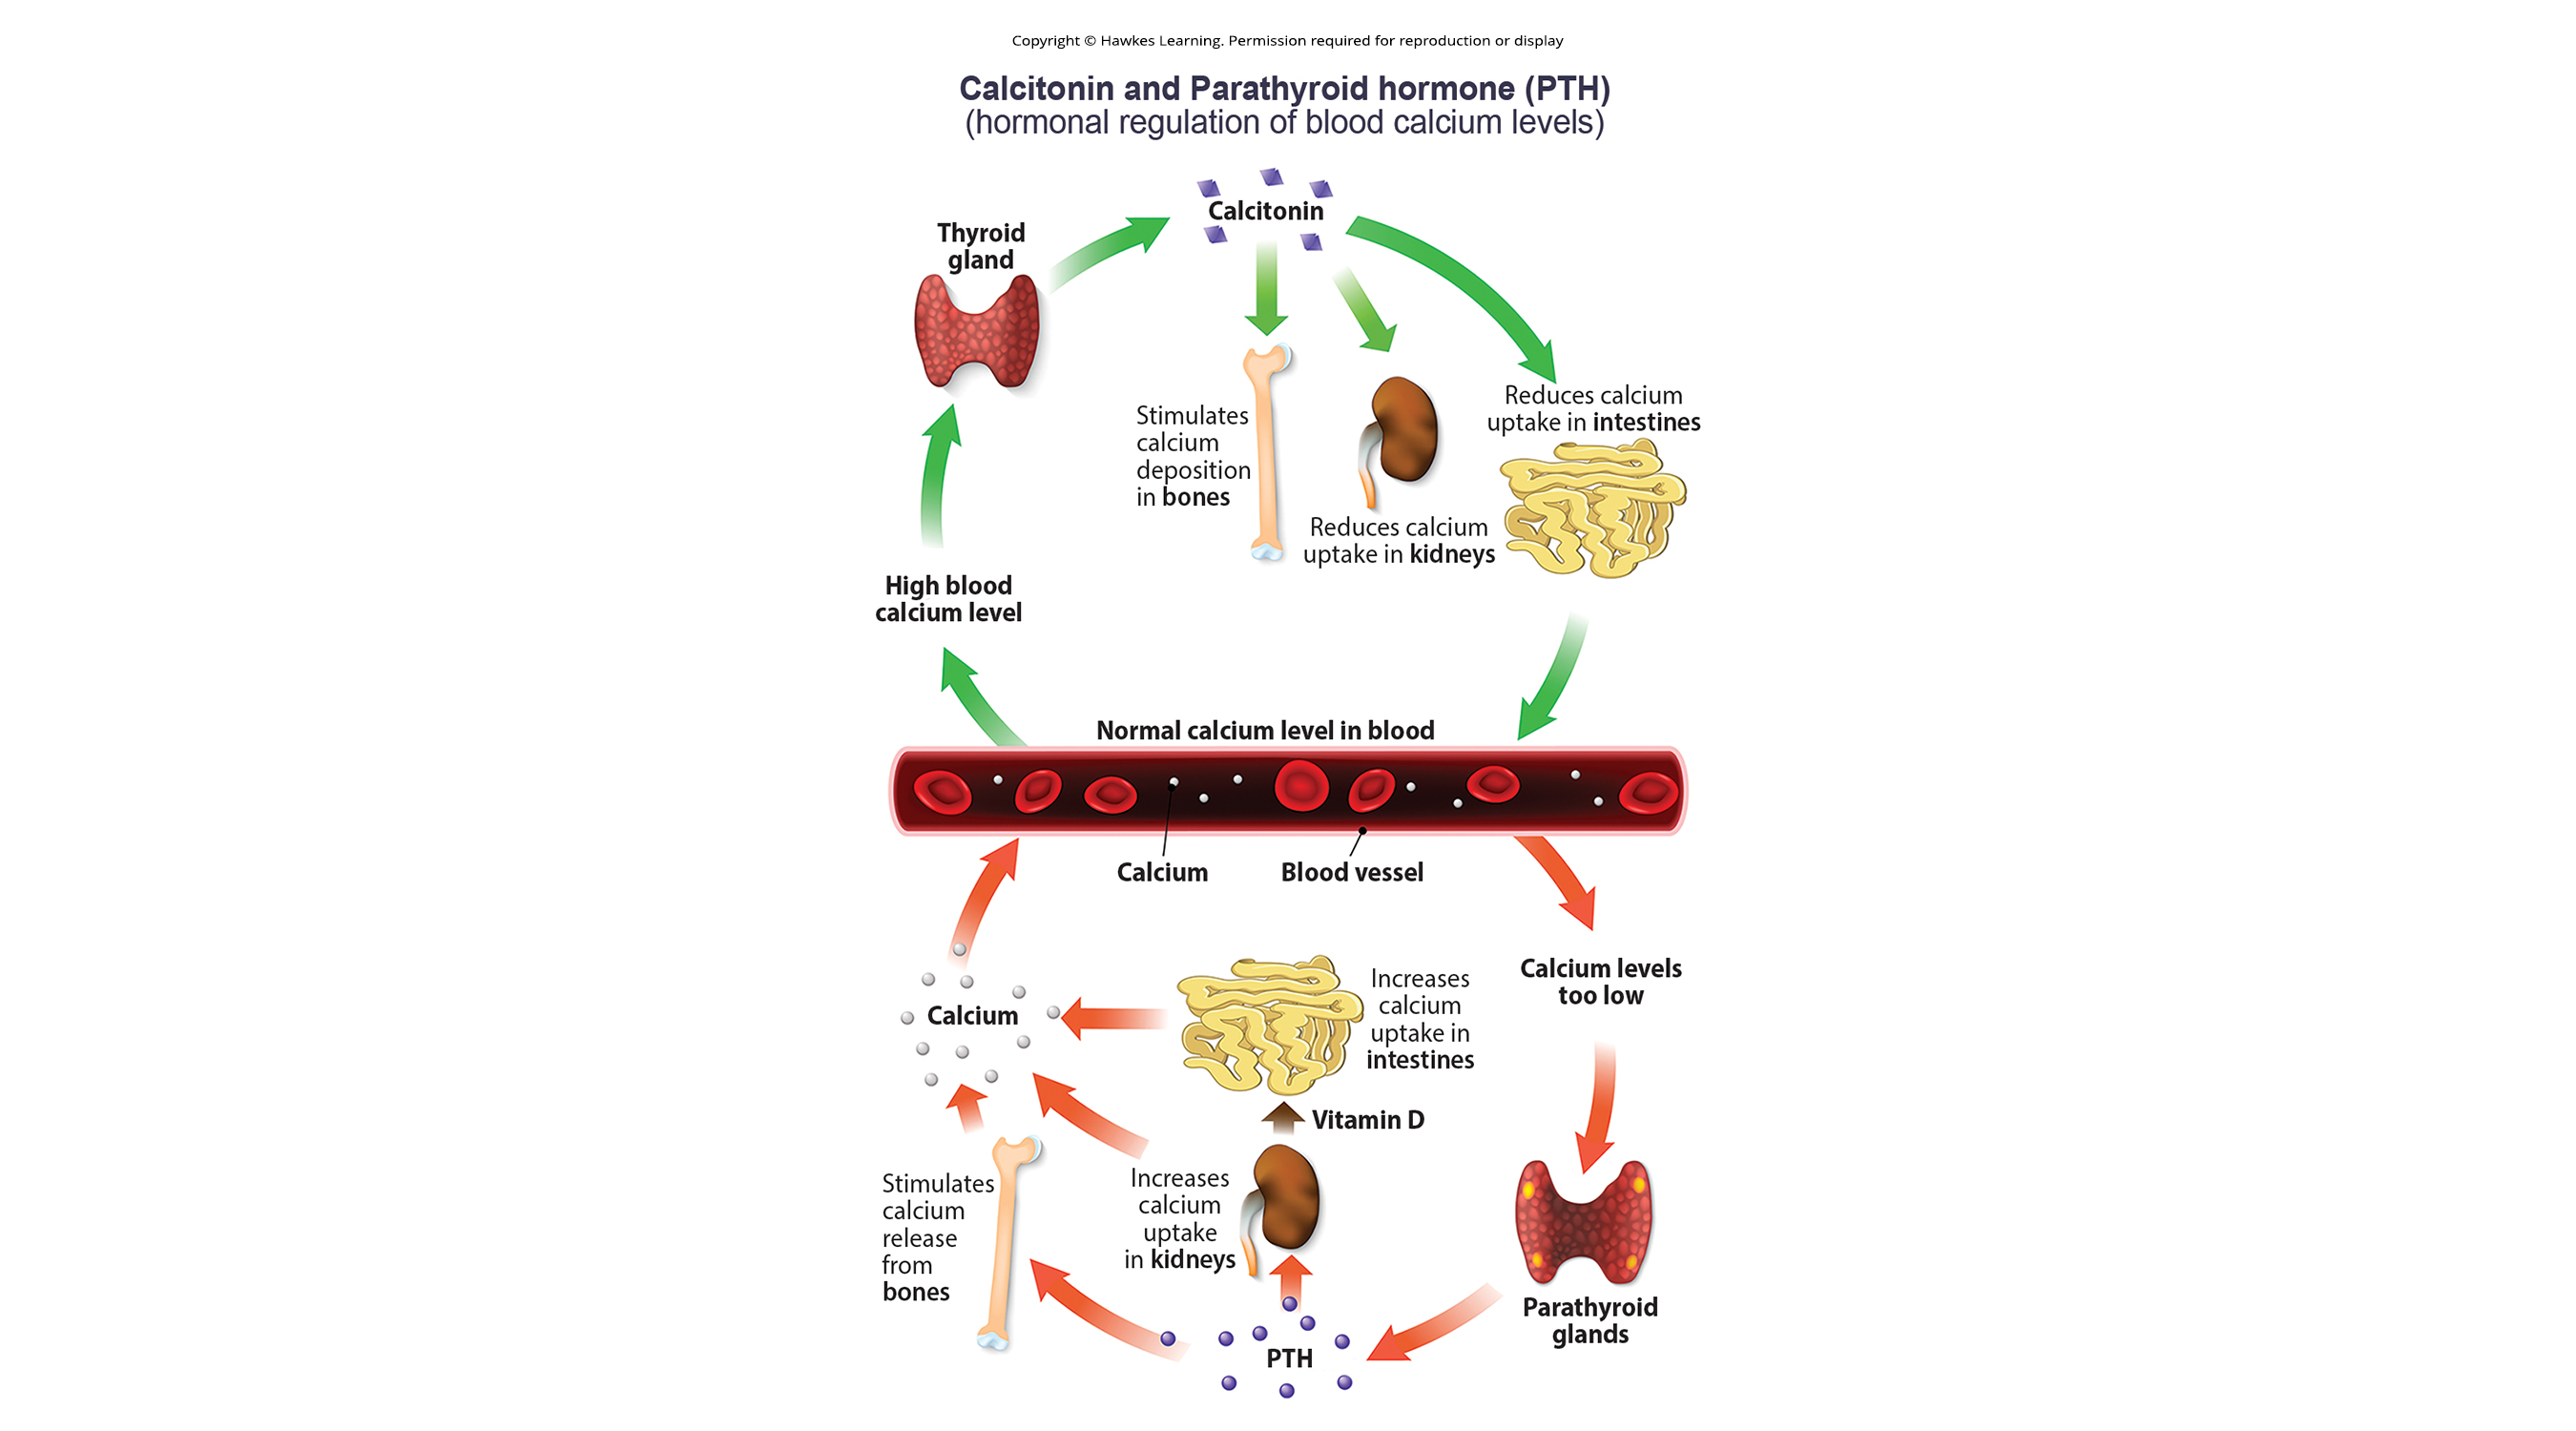 Copyright © Hawkes Learning. Permission required for reproduction or display
Calcitonin and Parathyroid hormone (PTH)
(hormonal regulation of blood calcium levels)
Calcitonin
Thyroid
gland
Stimulates
calcium
deposition
in bones
Reduces calcium
uptake in kidneys
Reduces calcium
uptake in intestines
High blood
calcium level
Normal calcium level in blood
Calcium
Blood vessel
Calcium levels
too low
Increases
calcium
uptake in
intestines
Calcium
Vitamin D
Stimulates
calcium
release
from
bones
Increases
calcium
uptake
in kidneys
Parathyroid
glands
PTH